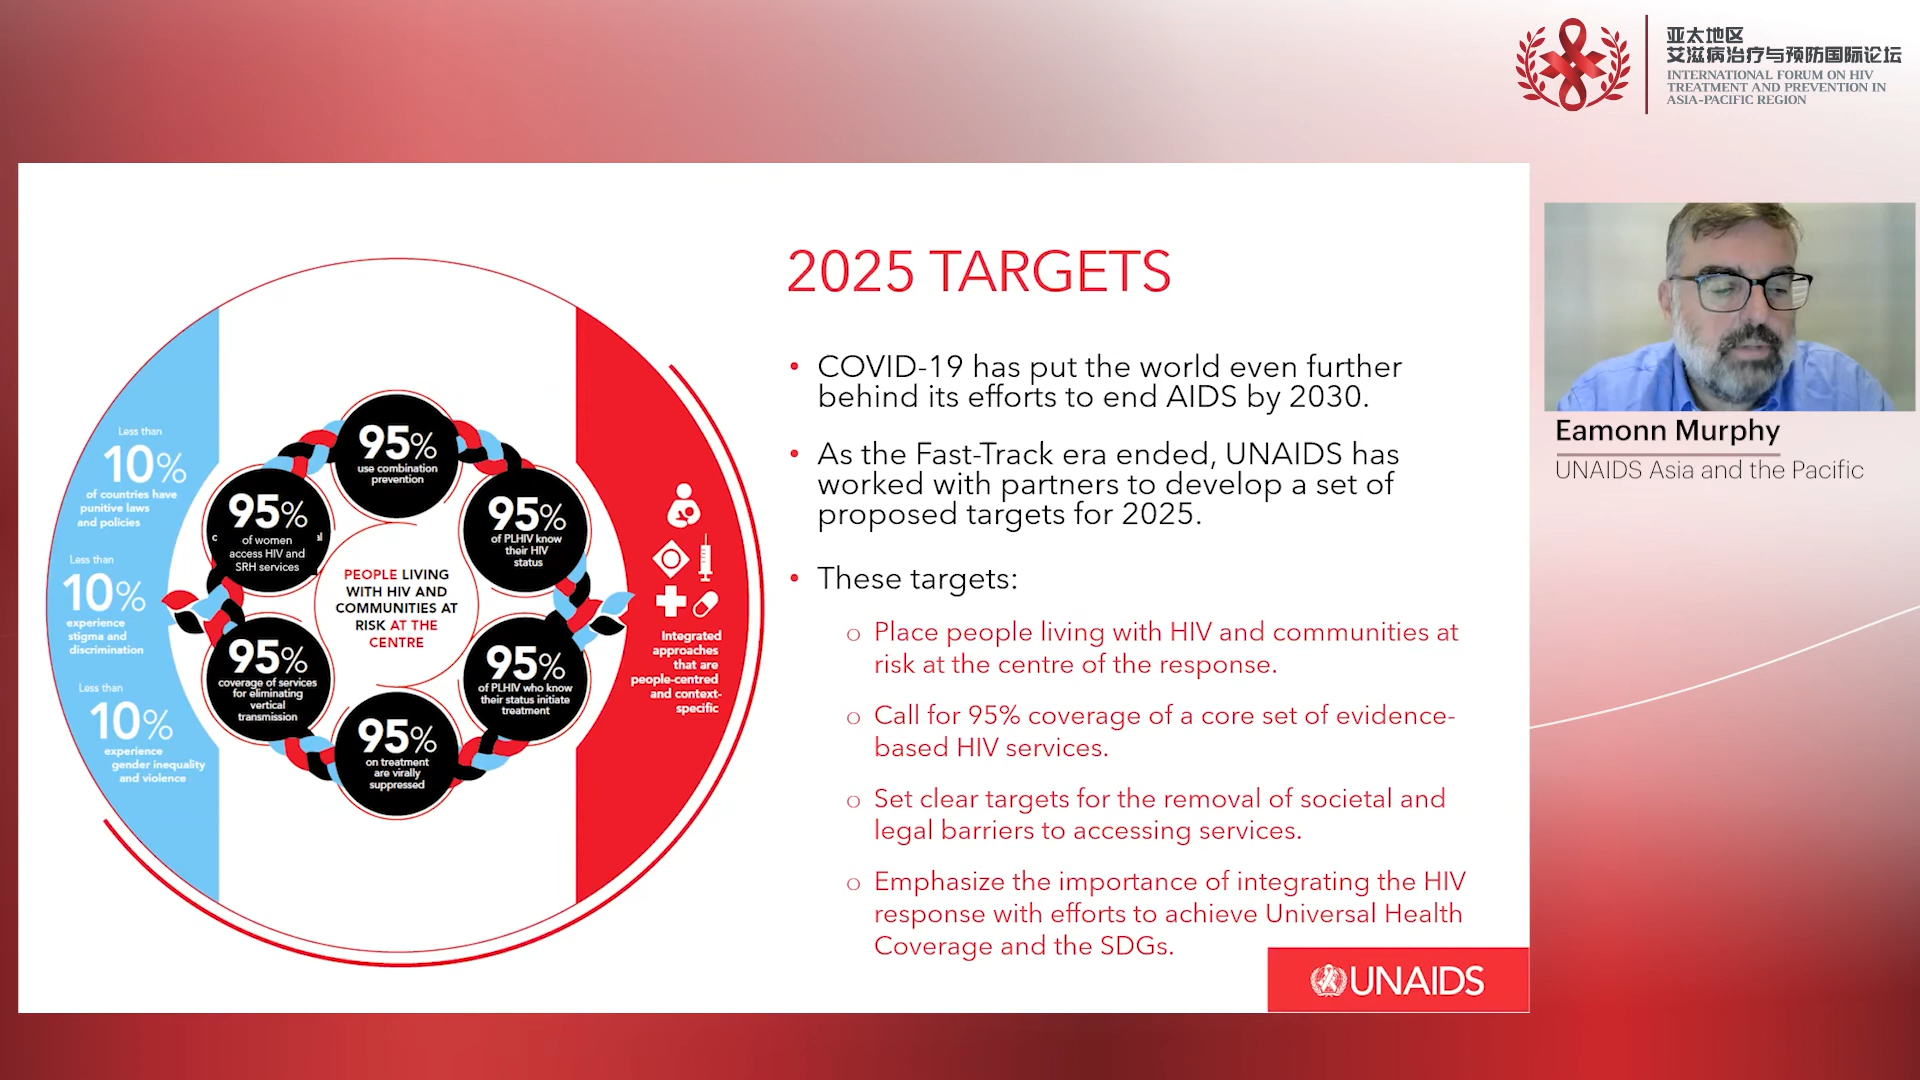 亚太地区
艾滋病治疗与预防国际论坛
INTERNATIONAL FORUM ON HIV
TREATMENT AND PREVENTION IN
ASIA-PACIFIC REGION
Less than
10%
of countries have
punitive laws
and policies
Less than
10%
experience
stigma and
discrimination
Less than
10%
experience
gender inequality
and violence
95%
use combination
prevention
95%
of women
access HIV and
SRH services
95%
of PLHIV know
their HIV
status
PEOPLE LIVING
WITH HIV AND
COMMUNITIES AT
RISK AT THE
CENTRE
95%
coverage of services
for eliminating
vertical
transmission
95%
of PLHIV who know
their status initiate
treatment
95%
on treatment
are virally
suppressed
Integrated
approaches
that are
people-centred
and context-
specific
2025 TARGETS
• COVID-19 has put the world even further
behind its efforts to end AIDS by 2030.
• As the Fast-Track era ended, UNAIDS has
worked with partners to develop a set of
proposed targets for 2025.
• These targets:
o Place people living with HIV and communities at
risk at the centre of the response.
o Call for 95% coverage of a core set of evidence-
based HIV services.
o Set clear targets for the removal of societal and
legal barriers to accessing services.
o Emphasize the importance of integrating the HIV
response with efforts to achieve Universal Health
Coverage and the SDGs.
UNAIDS
Eamonn Murphy
UNAIDS Asia and the Pacific